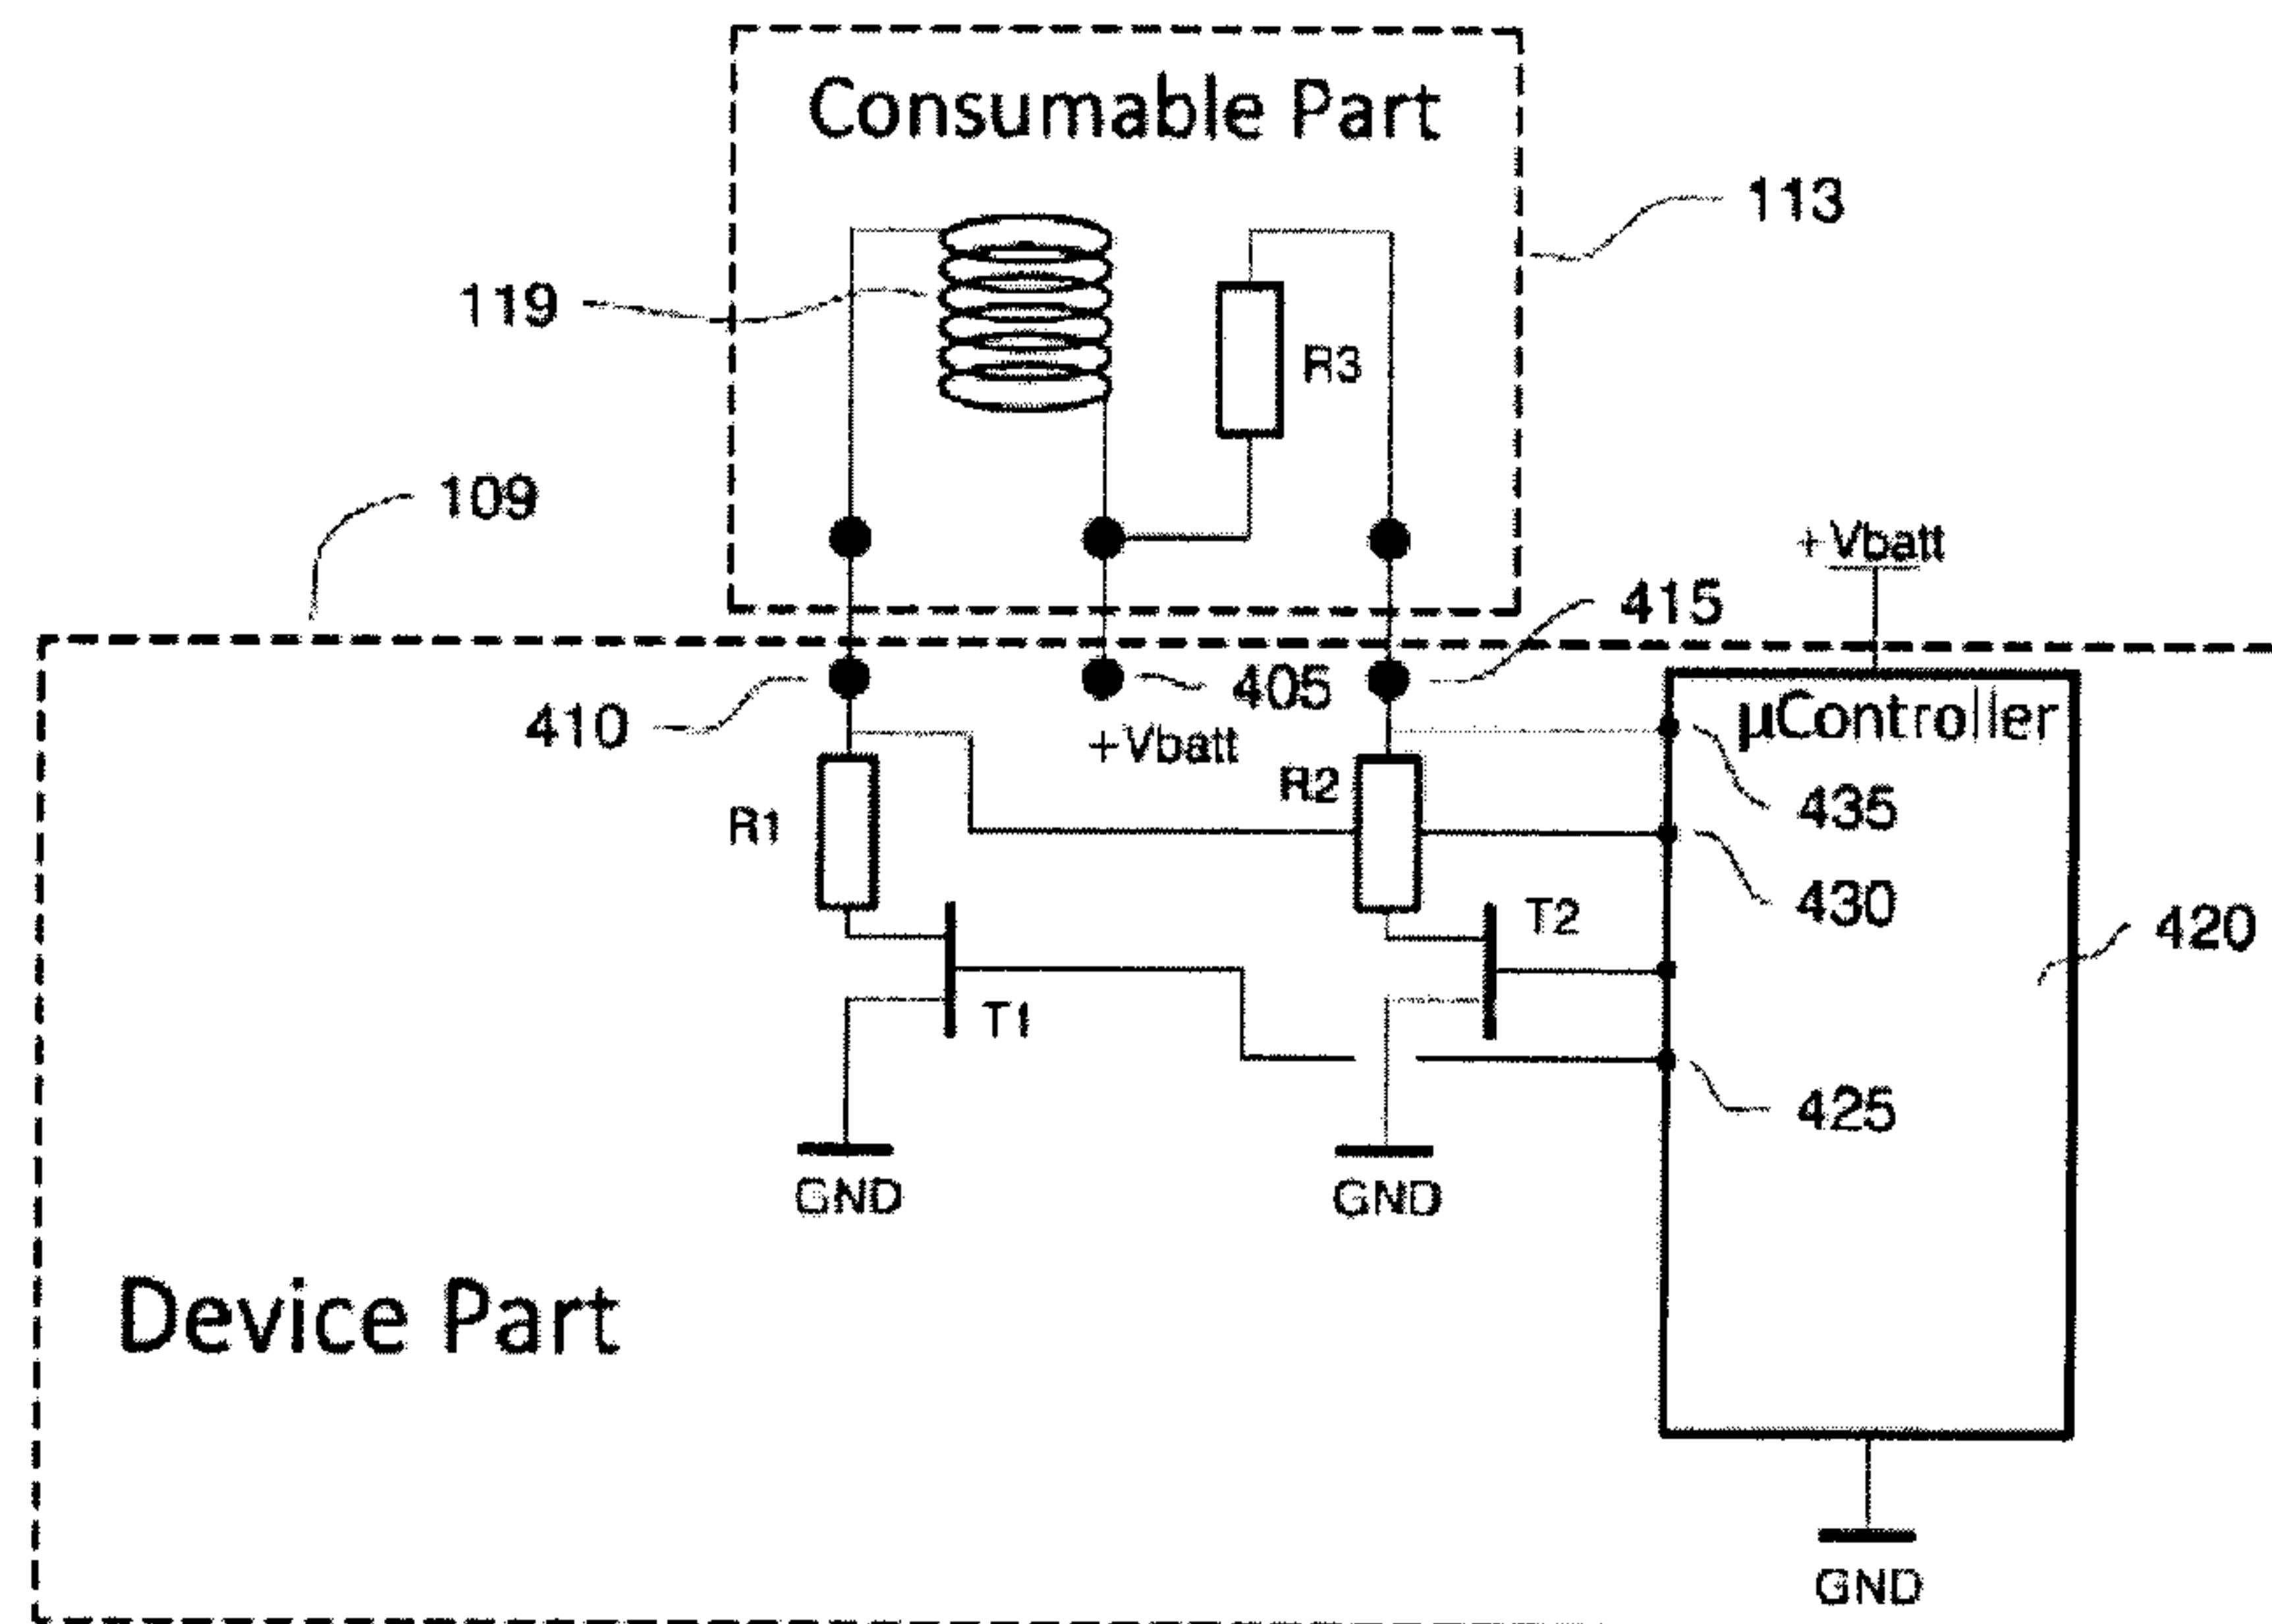 Consumable Part
113
119
R3
109
+Vbatt
415
405
410
+Vbatt
µController
R2
R1
435
430
T2
420
T1
425
GND
GND
Device Part
GND